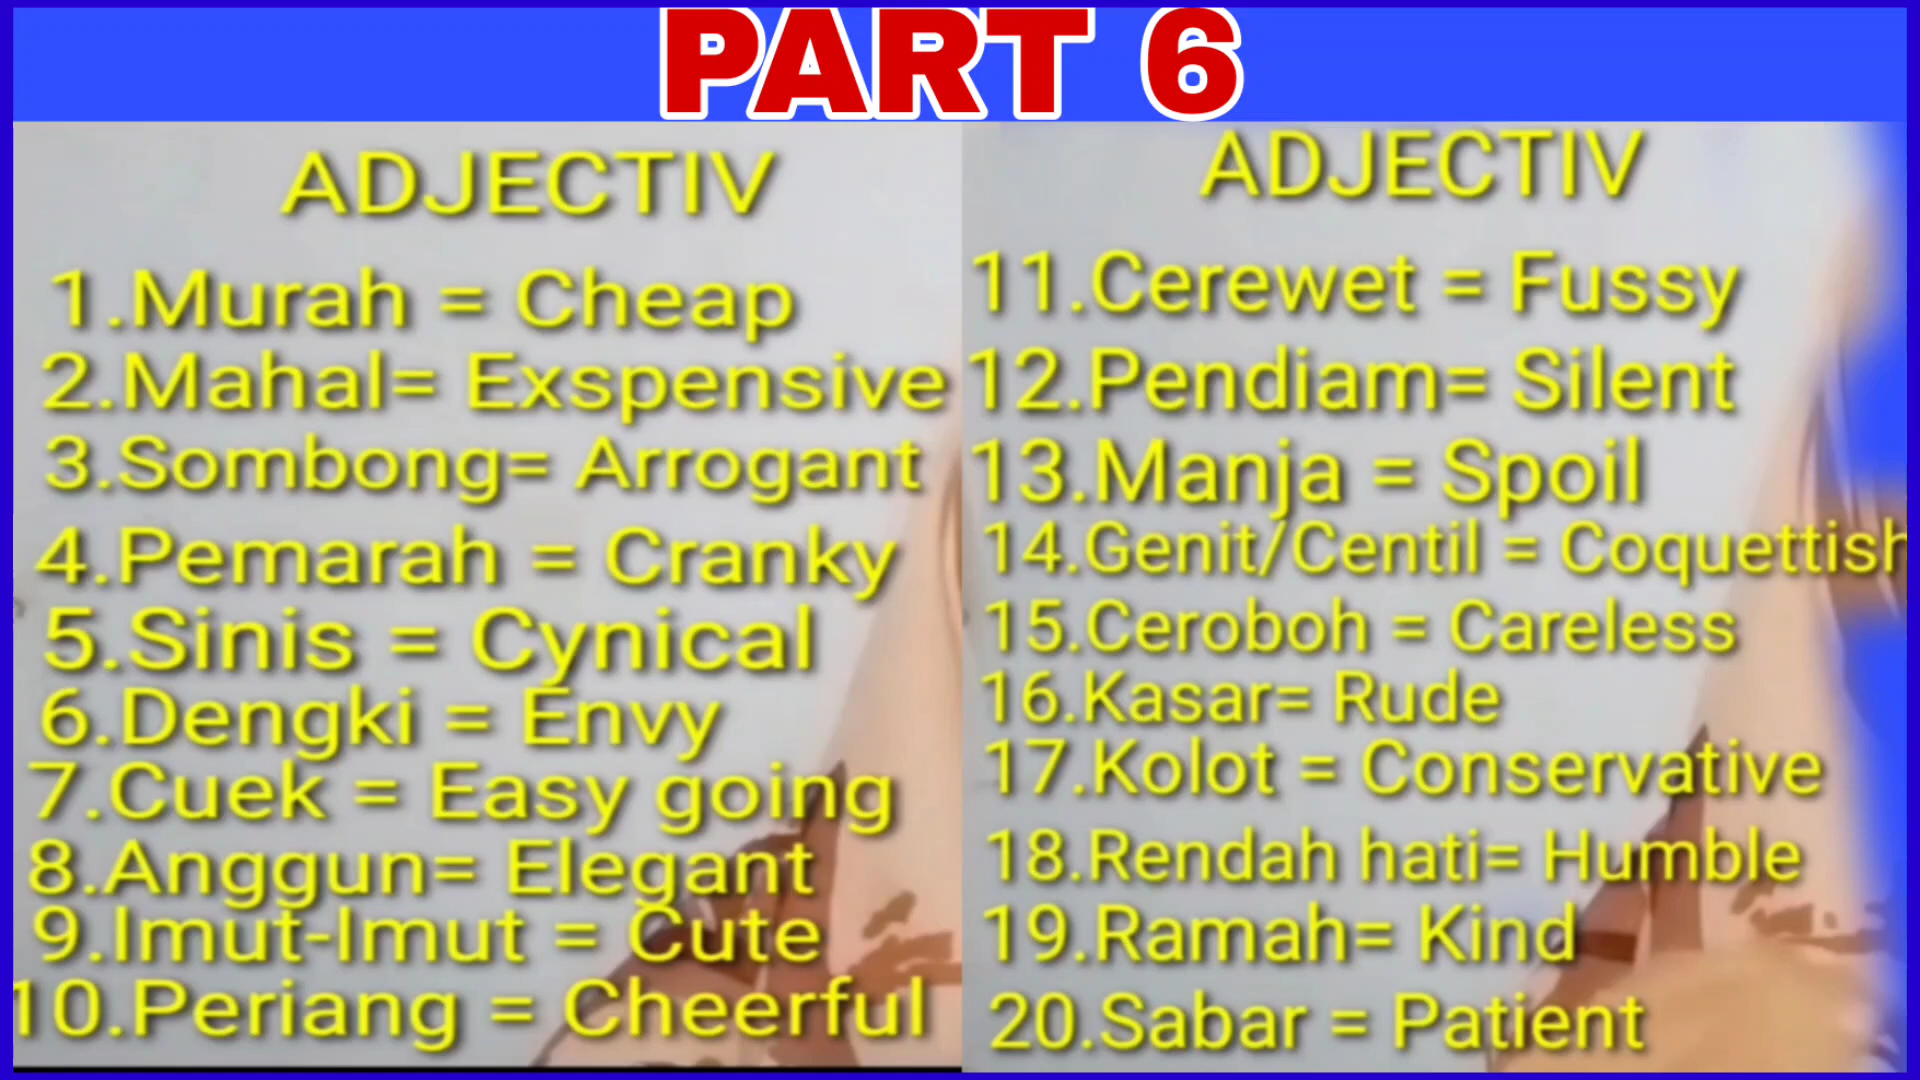 PART 6
ADJECTIV
1.Murah = Cheap
2.Mahal= Exspensive
3.Sombong= Arrogant
4.Pemarah = Cranky
5.Sinis = Cynical
6.Dengki = Envy
7.Cuek = Easy going
8.Anggun= Elegant
9.Imut-Imut = Cute
10.Periang = Cheerful
ADJECTIV
11.Cerewet = Fussy
12.Pendiam= Silent
13.Manja = Spoil
14.Genit/Centil = Coquettish
15.Ceroboh = Careless
16.Kasar= Rude
17.Kolot = Conservative
18.Rendah hati= Humble
19.Ramah= Kind
20.Sabar = Patient